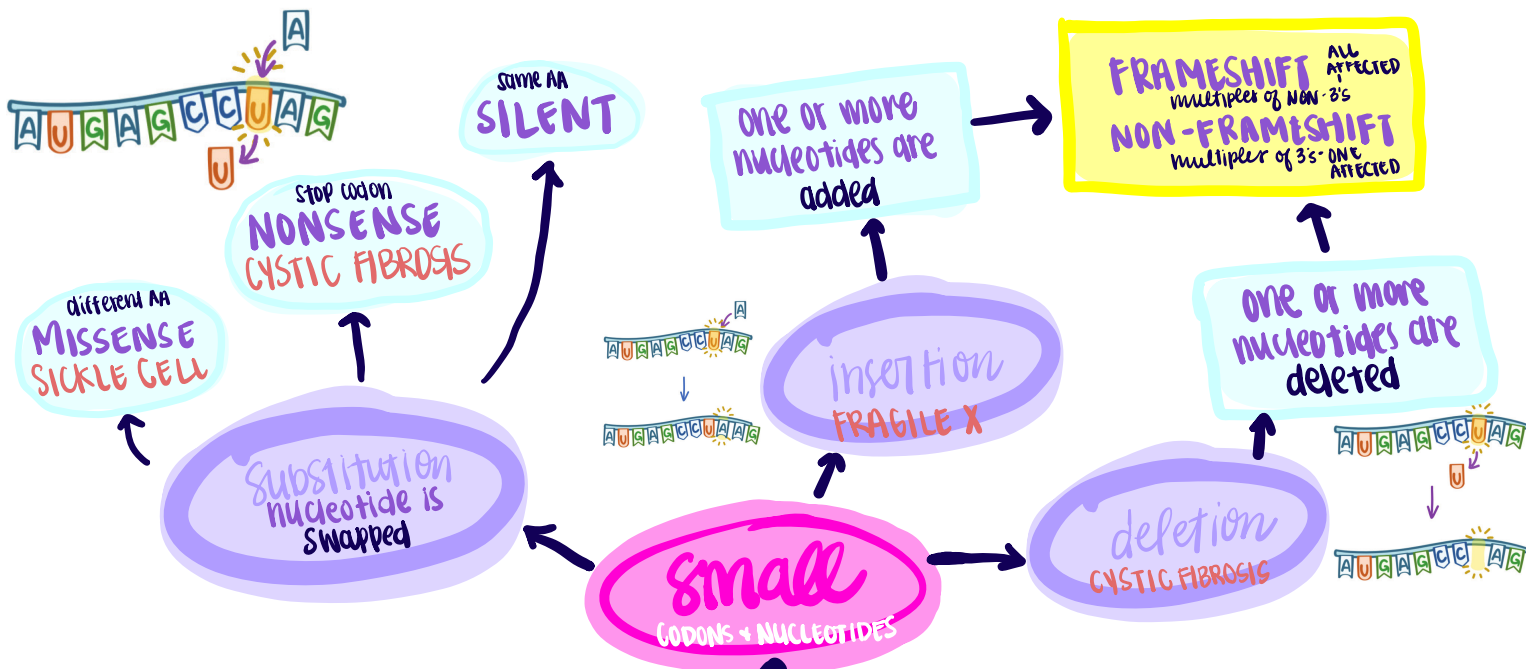 A
AUGAGCCUAG
U
same AA
SILENT
stop codon
NONSENSE
CYSTIC FIBROSIS
different AA
MISSENSE
SICKLE CELL
substitution
nucleotide is
swapped
one or more
nucleotides are
added
FRAMESHIFT ALL AFFECTED
multiples of NON-3's
NON-FRAMESHIFT
multiples of 3's- ONE AFFECTED
A
AUGAGCCUAG
AUGAGCCUAAG
insertion
FRAGILE X
one or more
nucleotides are
deleted
AUGAGCCUAG
U
AUGAGCC AG
deletion
CYSTIC FIBROSIS
small
CODONS + NUCLEOTIDES